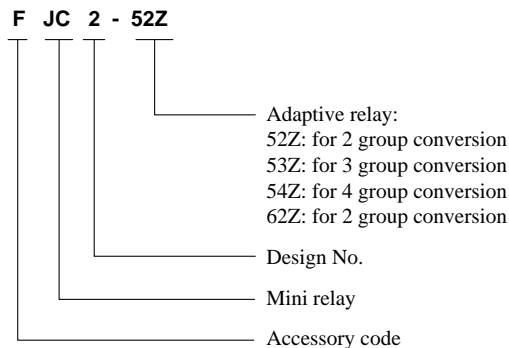 F JC 2 - 52Z
Adaptive relay:
52Z: for 2 group conversion
53Z: for 3 group conversion
54Z: for 4 group conversion
62Z: for 2 group conversion
Design No.
Mini relay
Accessory code